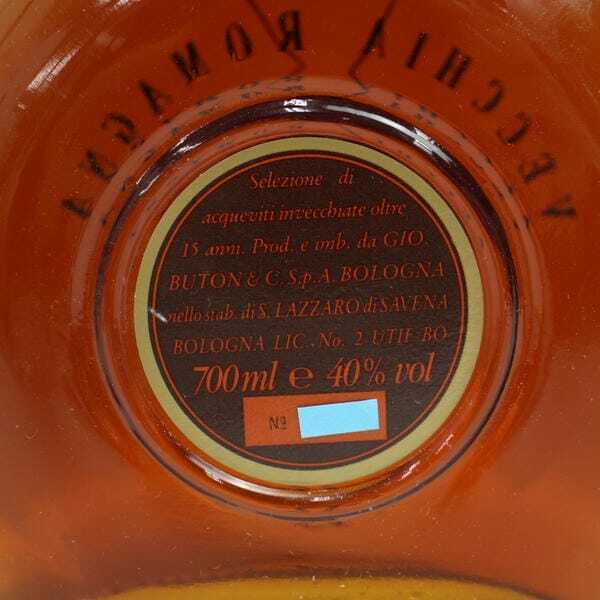 VECCHIA ROMAGNA
Selezione di
acqueviti invecchiate oltre
15 anni. Prod. e imb. da GIO.
BUTON & C. S.p.A. BOLOGNA
nello stab. di S. LAZZARO di SAVENA
BOLOGNA LIC. No. 2 UTIF BO
700ml e 40% vol
Nº